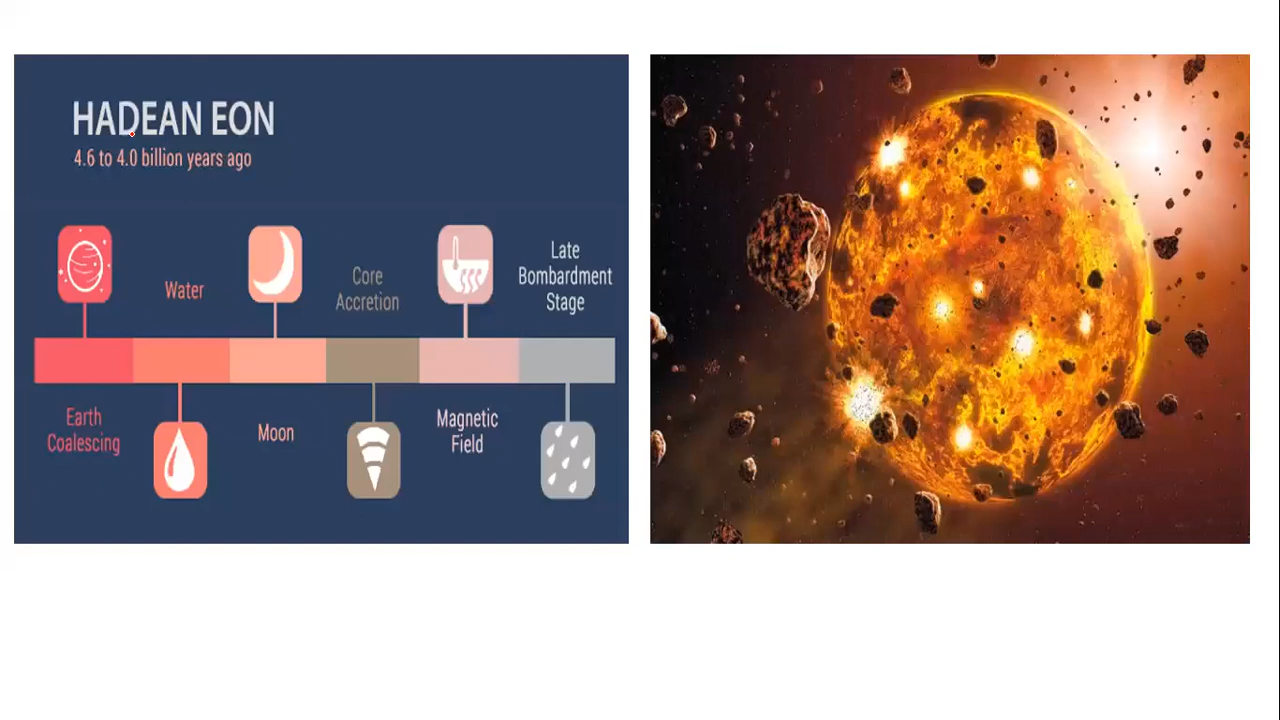 HADEAN EON
4.6 to 4.0 billion years ago
Earth
Coalescing
Water
Moon
Core
Accretion
Magnetic
Field
Late
Bombardment
Stage